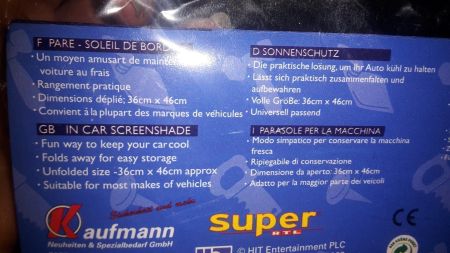 F PARE - SOLEIL DE BORD
• Un moyen amusart de mainte
voiture au frais
• Rangement pratique
• Dimensions déplié: 36cm x 46cm
• Convient à la plupart des marques de véhicules
GB IN CAR SCREENSHADE
• Fun way to keep your car cool
• Folds away for easy storage
• Unfolded size -36cm x 46cm approx
• Suitable for most makes of vehicles
D SONNENSCHUTZ
• Die praktische lösung, um Ihr Auto kühl zu halten
• Lässt sich praktisch zusammenfalten und
aufbewahren
• Volle Größe: 36cm x 46cm
• Universell passend
I PARASOLE PER LA MACCHINA
• Modo simpatico per conservare la macchina
fresca
• Ripiegabile di conservazione
• Dimensione da aperto: 36cm x 46cm
• Adatto per la maggior parte dei veicoli
Kaufmann
Neuheiten & Spezialbedarf GmbH
super
RTL
© HIT Entertainment PLC
CE